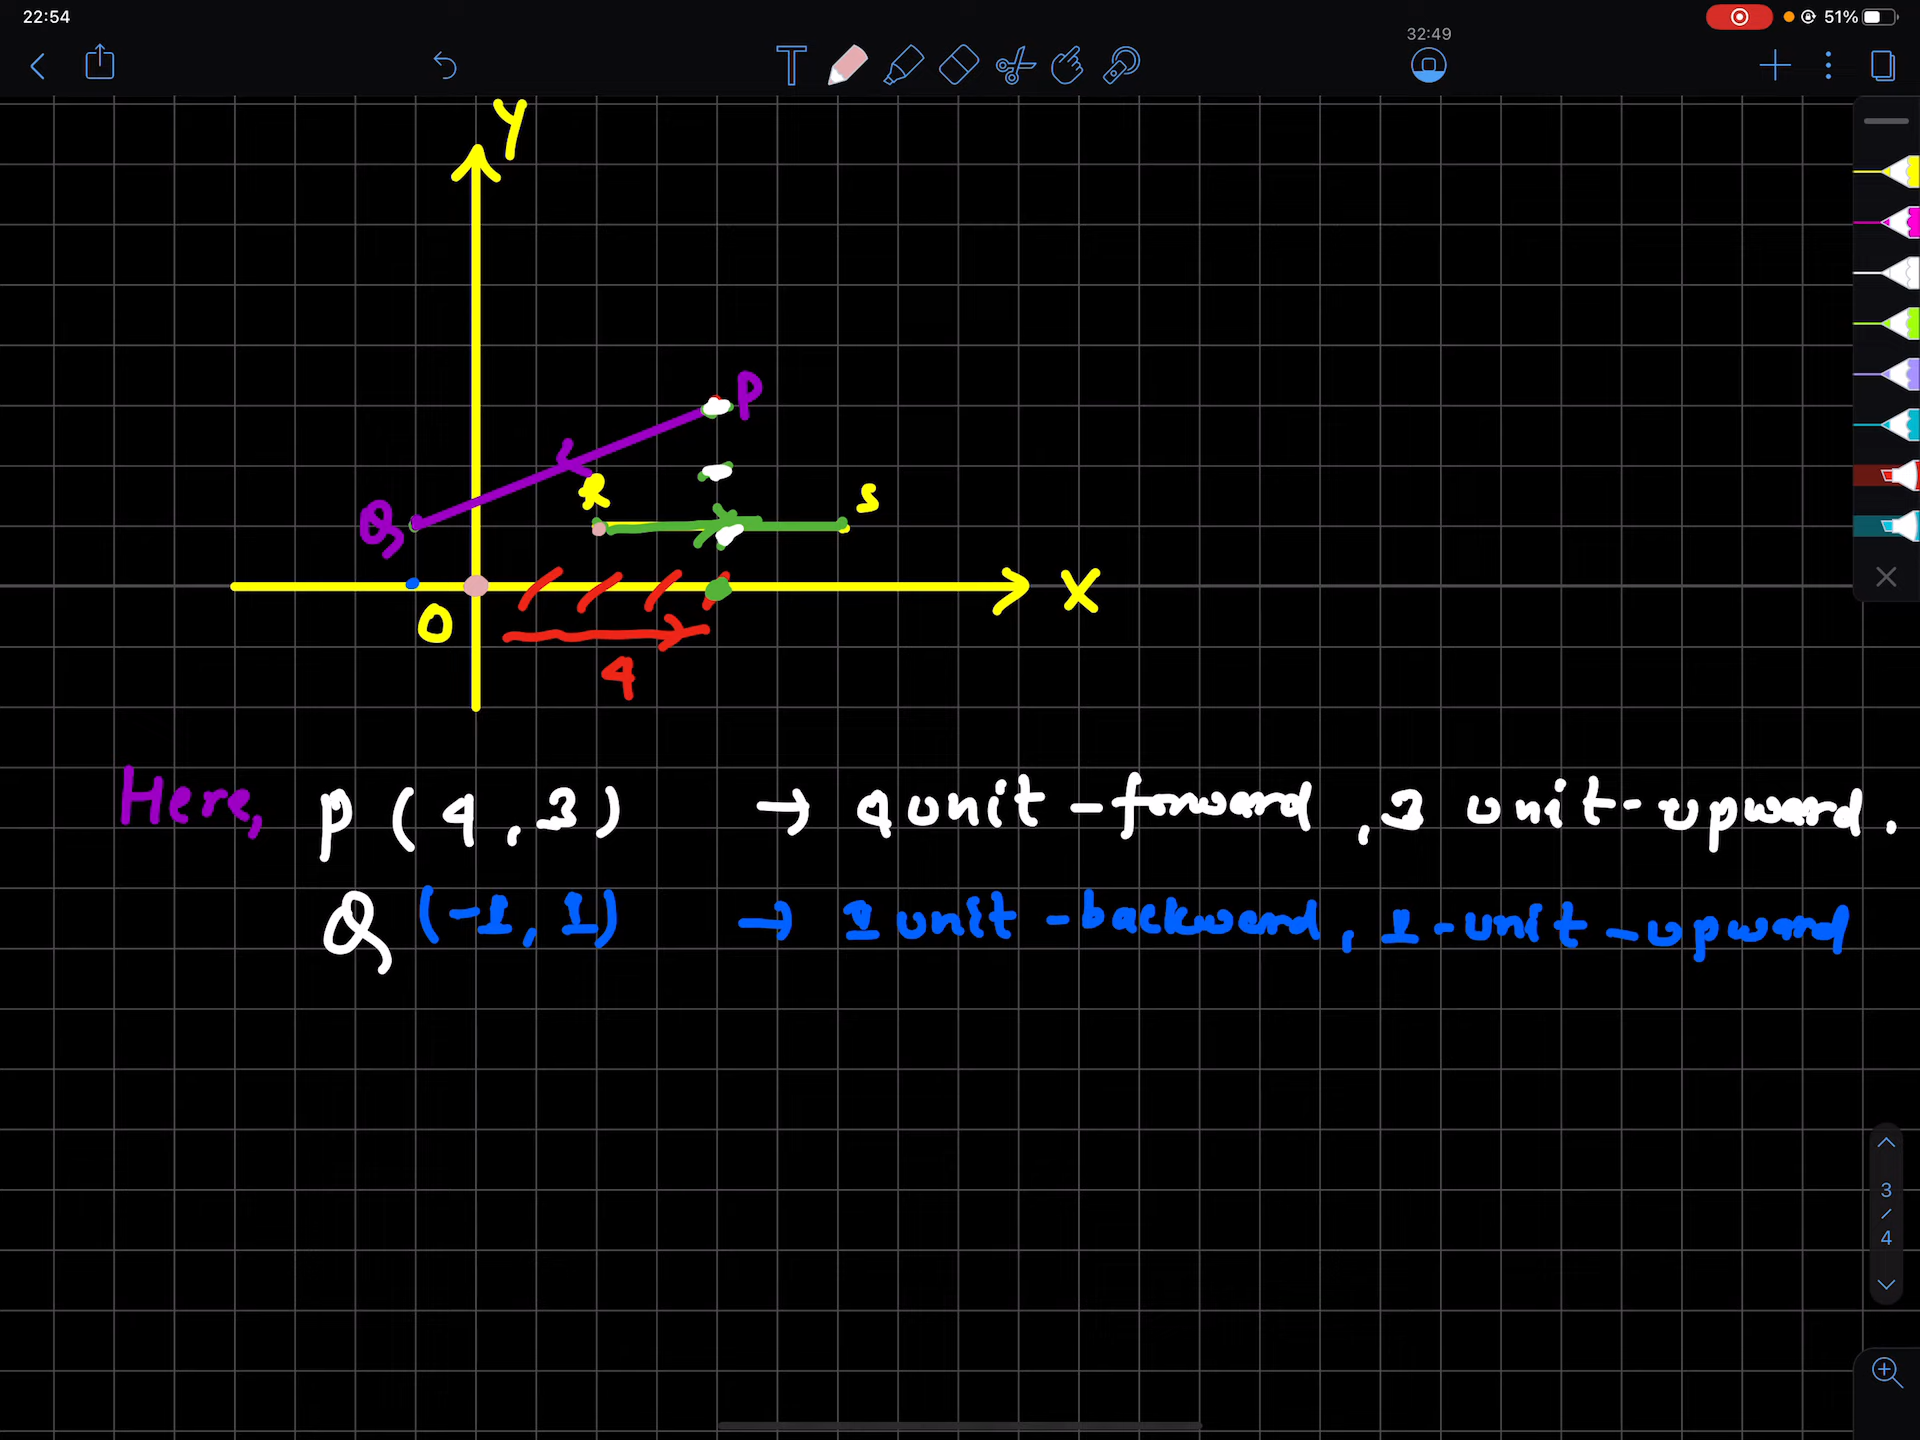 22:54
51%
32:49
T
Y
P
R
S
Q
X
O
4
Here, P (4,3) → 4 unit-forward, 3 unit-upward.
Q (-1, 1) → 1 unit-backward, 1-unit-upward
3
/
4